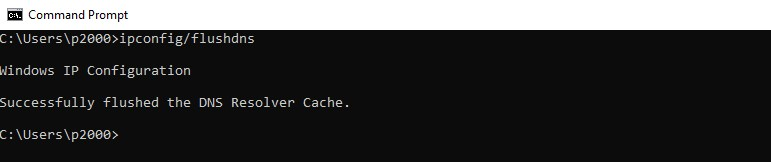 Command Prompt
C:\Users\p2000>ipconfig/flushdns
Windows IP Configuration
Successfully flushed the DNS Resolver Cache.
C:\Users\p2000>